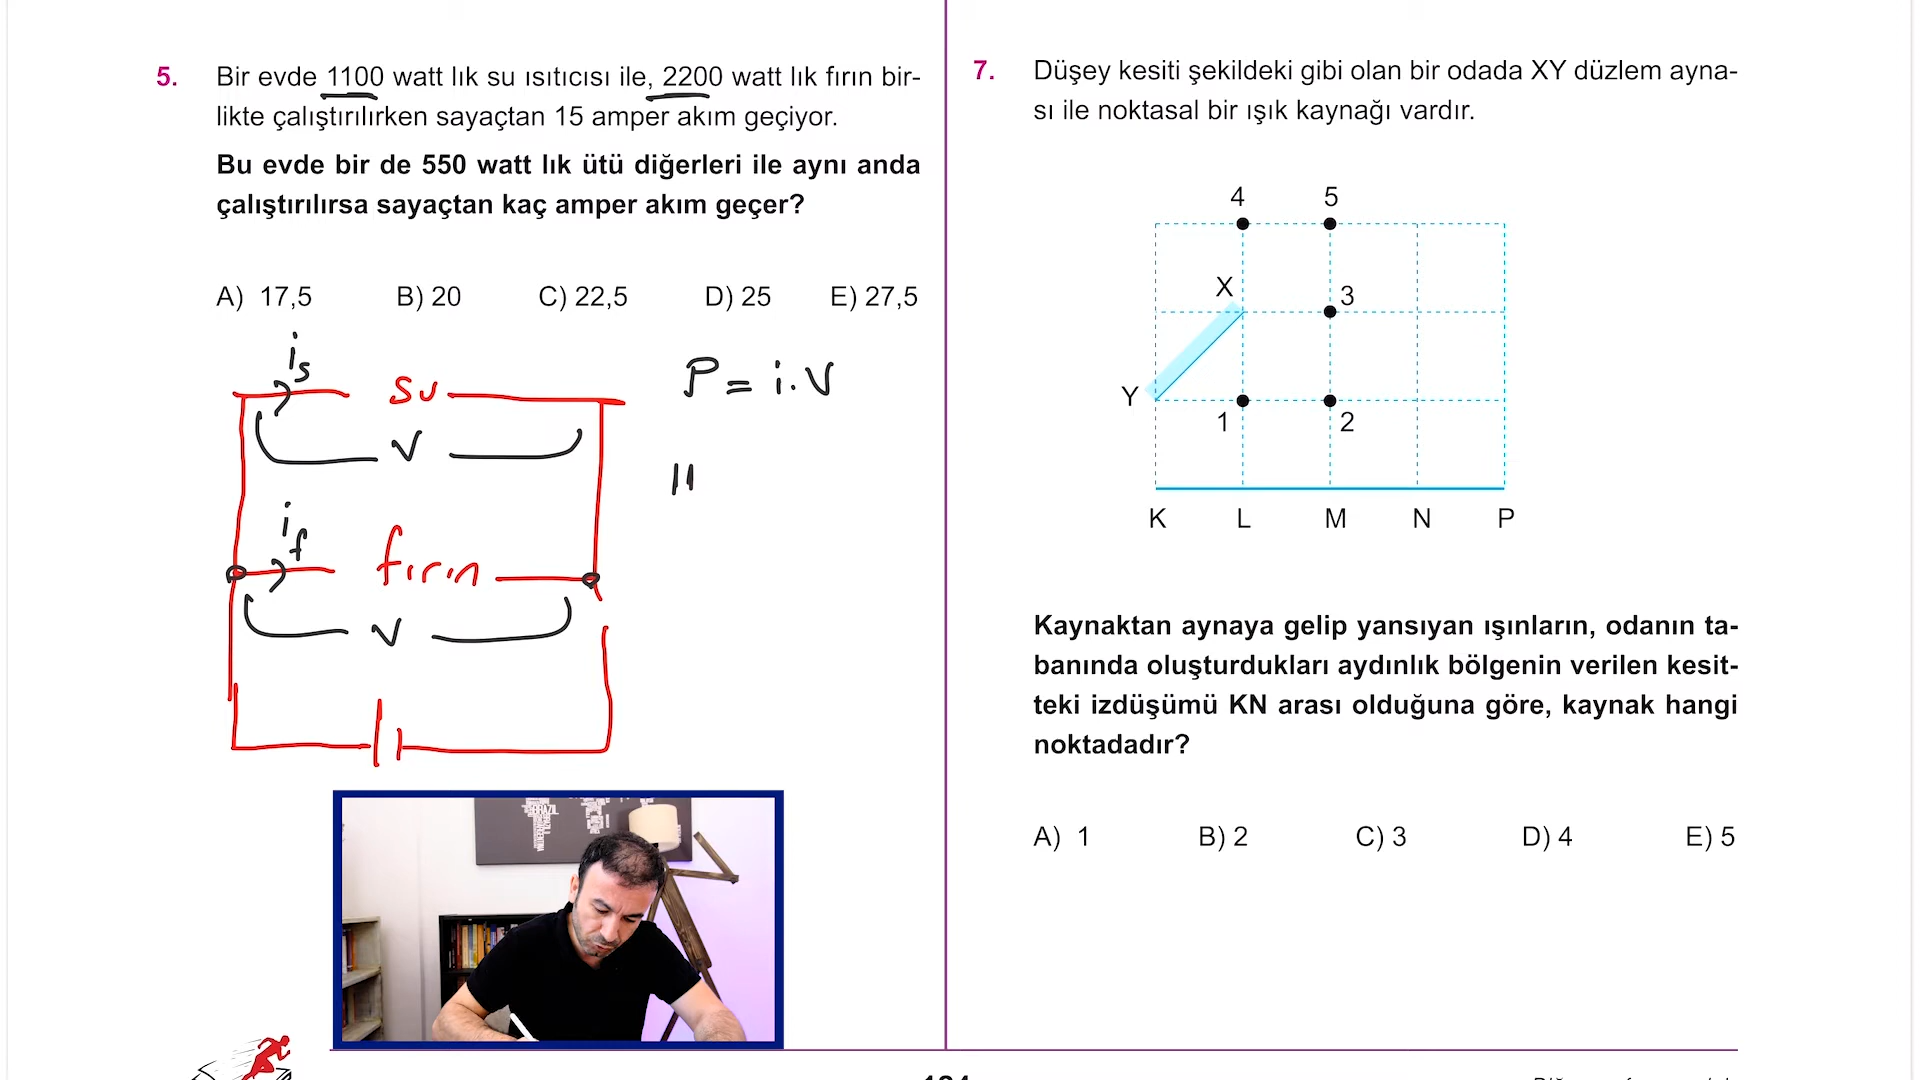 5. Bir evde 1100 watt lık su ısıtıcısı ile, 2200 watt lık fırın bir-
likte çalıştırılırken sayaçtan 15 amper akım geçiyor.
Bu evde bir de 550 watt lık ütü diğerleri ile aynı anda
çalıştırılırsa sayaçtan kaç amper akım geçer?
A) 17,5 B) 20 C) 22,5 D) 25 E) 27,5
is
su
P = i.V
V
11
if
fırın
V
7. Düşey kesiti şekildeki gibi olan bir odada XY düzlem ayna-
sı ile noktasal bir ışık kaynağı vardır.
4 5
X 3
Y 1 2
K L M N P
Kaynaktan aynaya gelip yansıyan ışınların, odanın ta-
banında oluşturdukları aydınlık bölgenin verilen kesit-
teki izdüşümü KN arası olduğuna göre, kaynak hangi
noktadadır?
A) 1 B) 2 C) 3 D) 4 E) 5